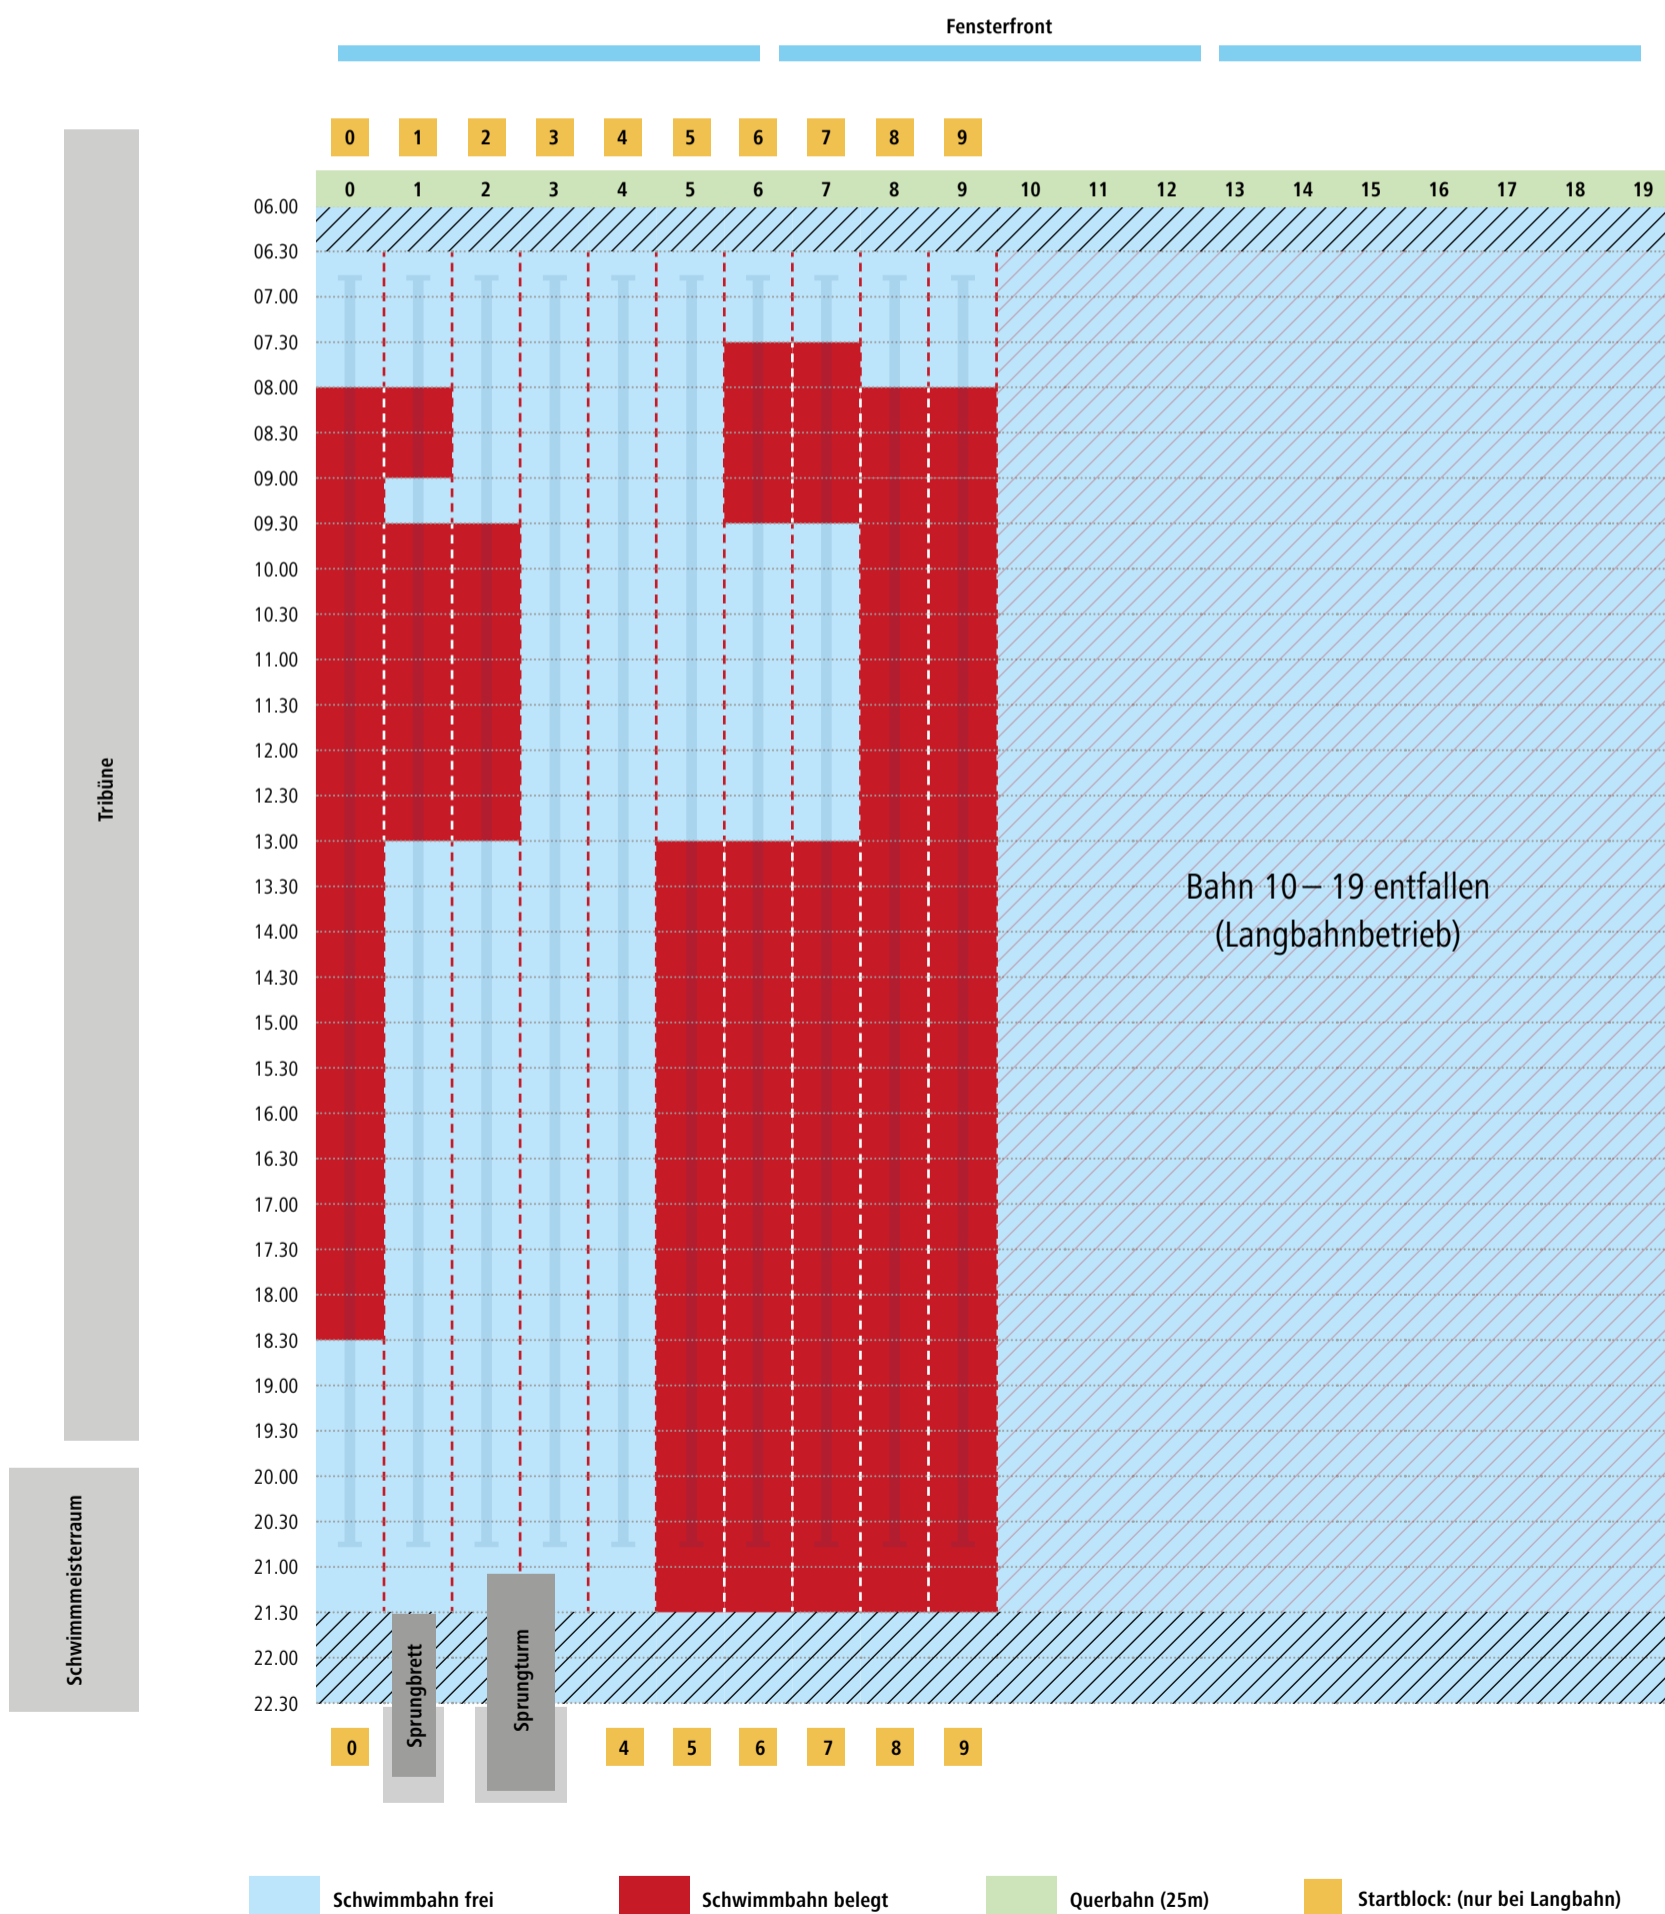 Fensterfront
0 1 2 3 4 5 6 7 8 9
0 1 2 3 4 5 6 7 8 9 10 11 12 13 14 15 16 17 18 19
06.00
06.30
07.00
07.30
08.00
08.30
09.00
09.30
10.00
10.30
11.00
11.30
12.00
12.30
13.00
13.30
14.00
14.30
15.00
15.30
16.00
16.30
17.00
17.30
18.00
18.30
19.00
19.30
20.00
20.30
21.00
21.30
22.00
22.30
Tribüne
Schwimmmeisterraum
Bahn 10 – 19 entfallen
(Langbahnbetrieb)
Sprungbrett
Sprungturm
0 4 5 6 7 8 9
Schwimmbahn frei
Schwimmbahn belegt
Querbahn (25m)
Startblock: (nur bei Langbahn)